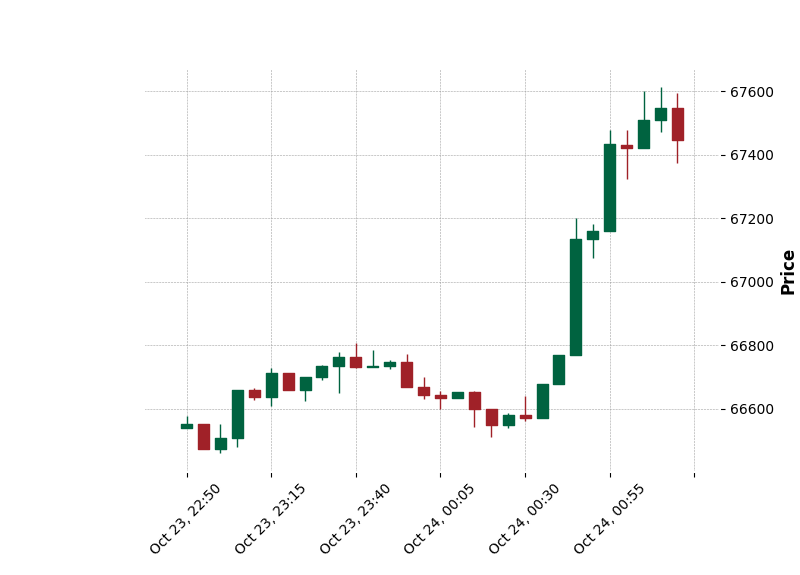 67600
67400
67200
67000
66800
66600
Price
Oct 23, 22:50
Oct 23, 23:15
Oct 23, 23:40
Oct 24, 00:05
Oct 24, 00:30
Oct 24, 00:55